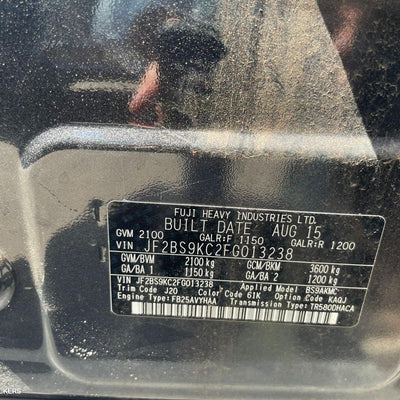 FUJI HEAVY INDUSTRIES LTD.
BUILT DATE AUG 15
GVM 2100 GALR:F 1150 GALR:R 1200
VIN JF2BS9KC2FG013238
GVM/BVM 2100 kg GCM/BKM 3600 kg
GA/BA 1 1150 kg GA/BA 2 1200 kg
VIN JF2BS9KC2FG013238 Applied Model BS9AKMC
Trim Code J20 Color Code 61K Option Code KAQJ
Engine Type: FB25AVYHAA Transmission Type TR580DHACA
KERS